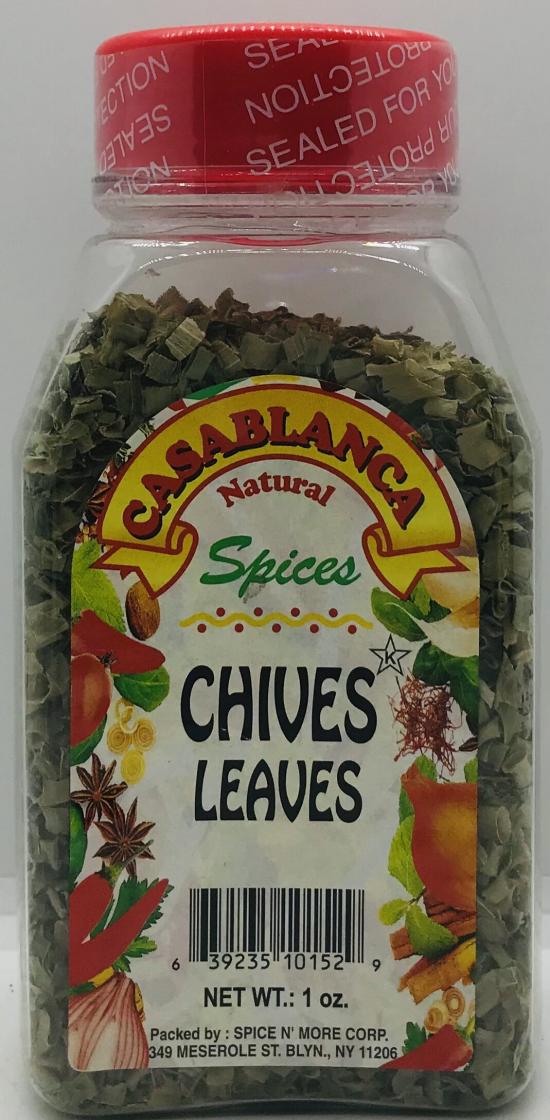 SEALED FOR YOUR
PROTECTION
CASABLANCA
Natural
Spices
K
CHIVES
LEAVES
6 39235 10152 9
NET WT.: 1 oz.
Packed by : SPICE N' MORE CORP.
349 MESEROLE ST. BLYN., NY 11206